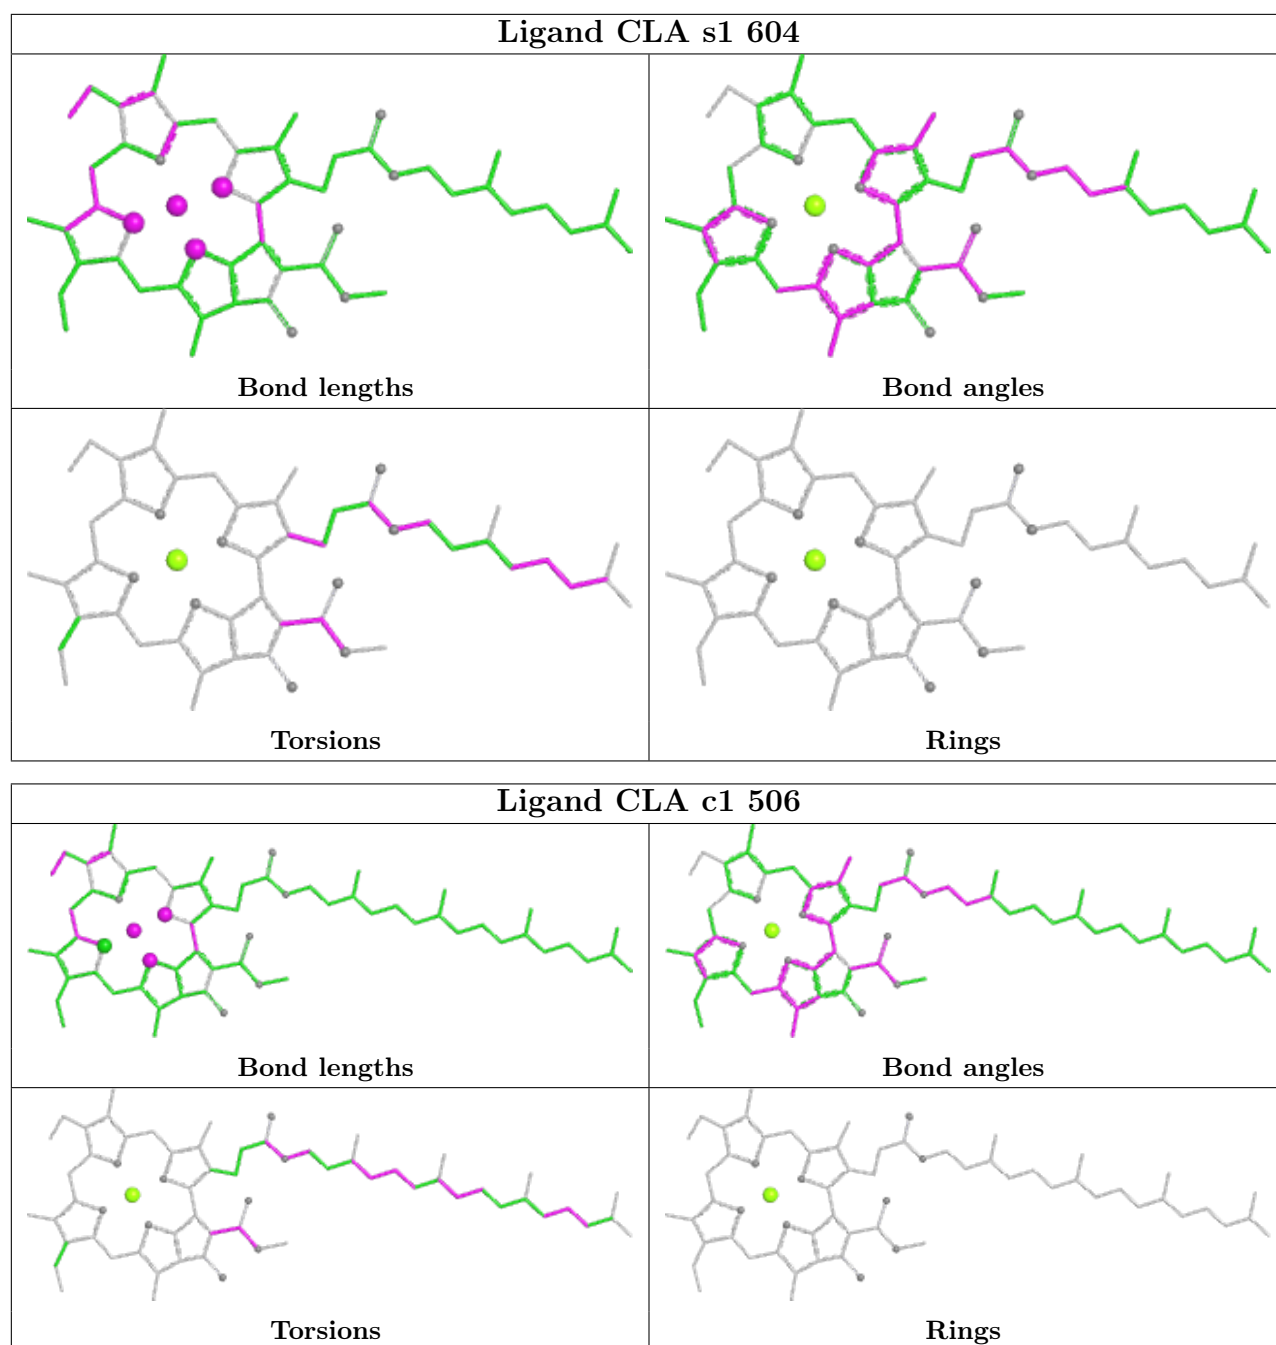 Ligand CLA s1 604
Bond lengths
Bond angles
Torsions
Rings
Ligand CLA c1 506
Bond lengths
Bond angles
Torsions
Rings